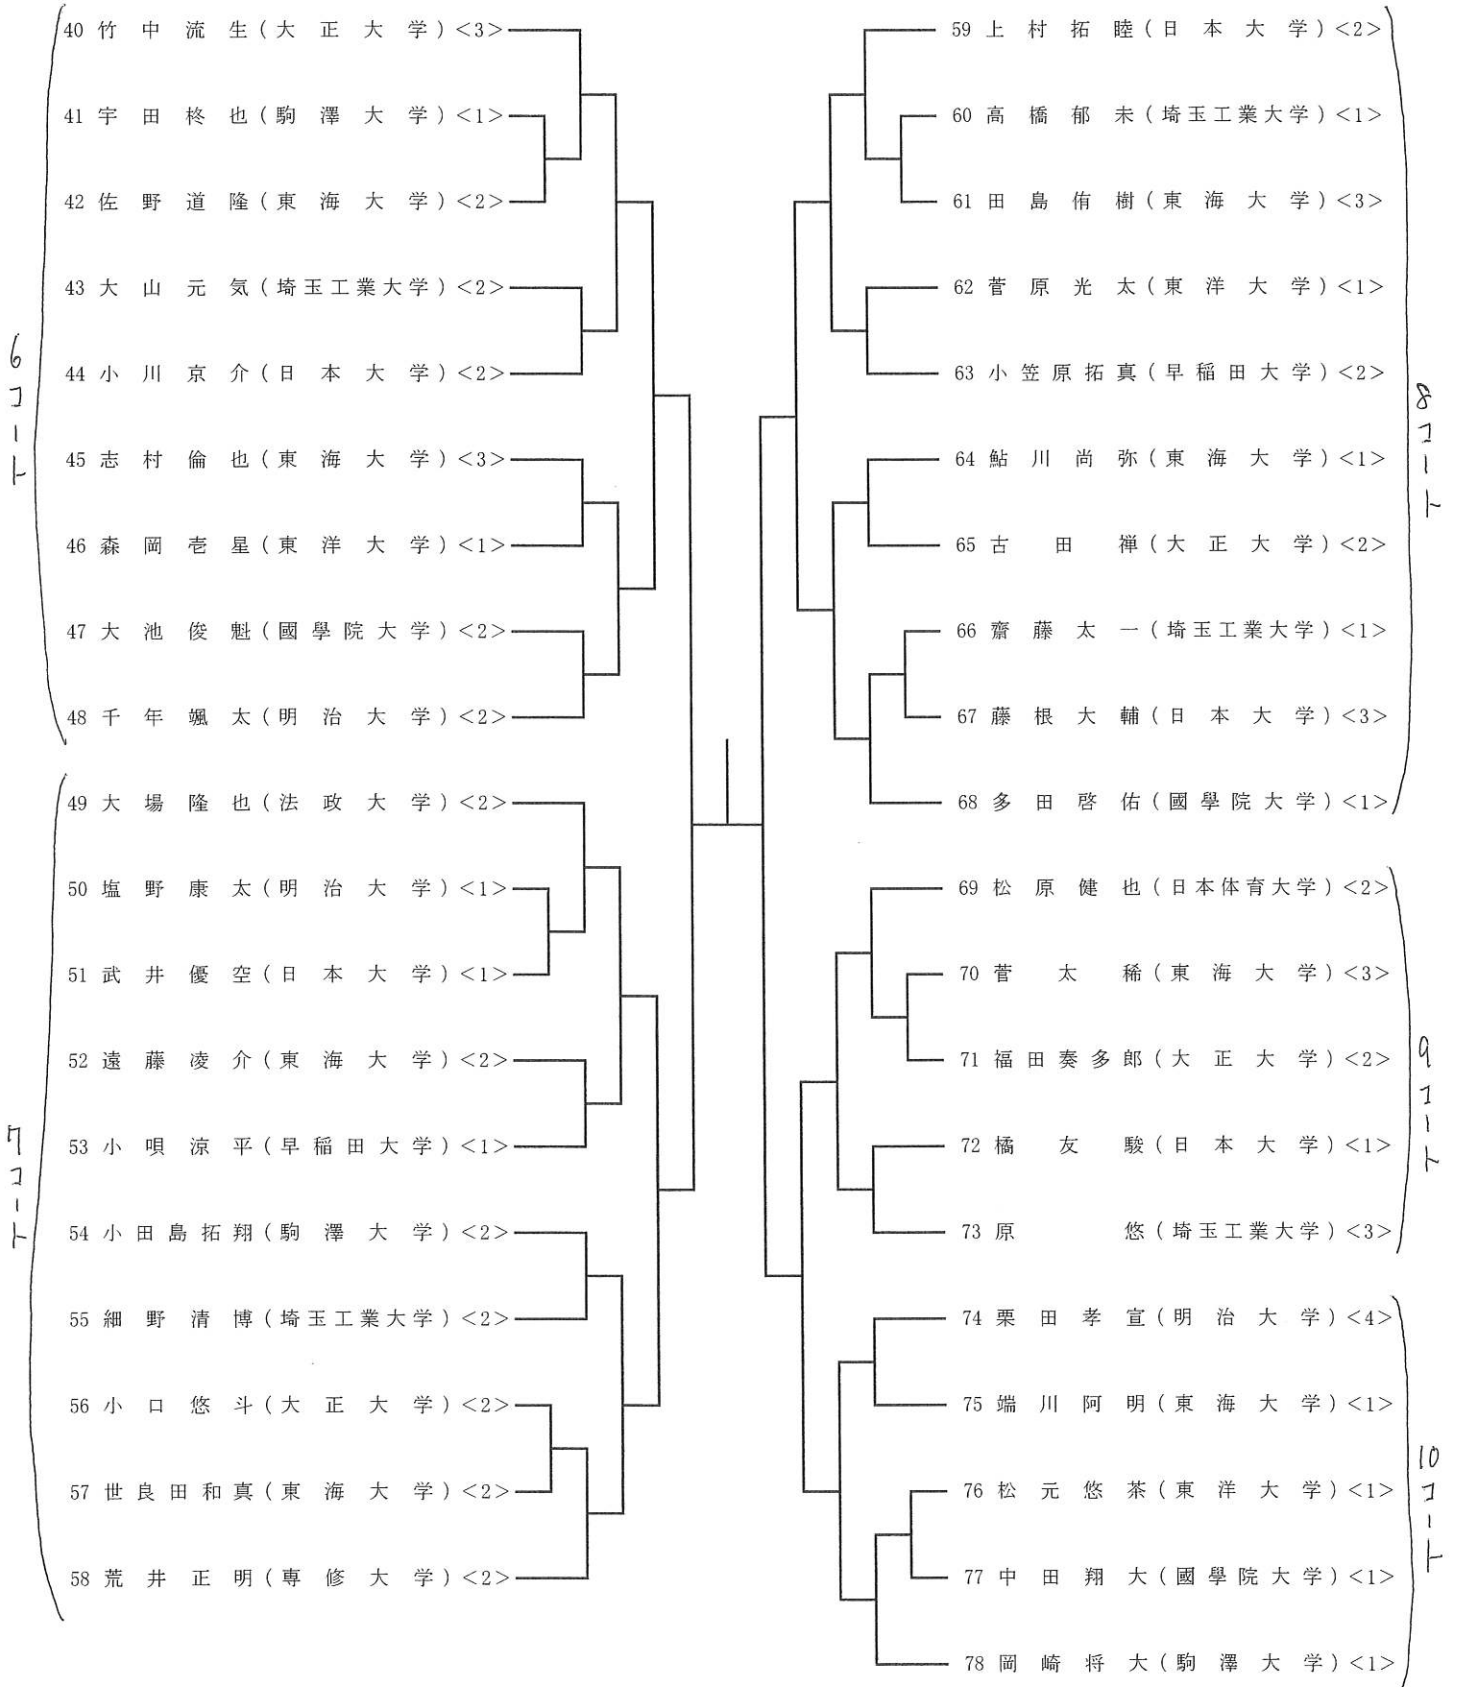 6コート
40 竹中流生(大正大学)<3>
41 宇田柊也(駒澤大学)<1>
42 佐野道隆(東海大学)<2>
43 大山元気(埼玉工業大学)<2>
44 小川京介(日本大学)<2>
45 志村倫也(東海大学)<3>
46 森岡壱星(東洋大学)<1>
47 大池俊魁(國學院大学)<2>
48 千年颯太(明治大学)<2>
7コート
49 大場隆也(法政大学)<2>
50 塩野康太(明治大学)<1>
51 武井優空(日本大学)<1>
52 遠藤凌介(東海大学)<2>
53 小唄涼平(早稲田大学)<1>
54 小田島拓翔(駒澤大学)<2>
55 細野清博(埼玉工業大学)<2>
56 小口悠斗(大正大学)<2>
57 世良田和真(東海大学)<2>
58 荒井正明(専修大学)<2>
8コート
59 上村拓睦(日本大学)<2>
60 高橋郁未(埼玉工業大学)<1>
61 田島侑樹(東海大学)<3>
62 菅原光太(東洋大学)<1>
63 小笠原拓真(早稲田大学)<2>
64 鮎川尚弥(東海大学)<1>
65 古田禅(大正大学)<2>
66 齋藤太一(埼玉工業大学)<1>
67 藤根大輔(日本大学)<3>
68 多田啓佑(國學院大学)<1>
9コート
69 松原健也(日本体育大学)<2>
70 菅太稀(東海大学)<3>
71 福田奏多郎(大正大学)<2>
72 橘友駿(日本大学)<1>
73 原悠(埼玉工業大学)<3>
10コート
74 栗田孝宣(明治大学)<4>
75 端川阿明(東海大学)<1>
76 松元悠茶(東洋大学)<1>
77 中田翔大(國學院大学)<1>
78 岡崎将大(駒澤大学)<1>